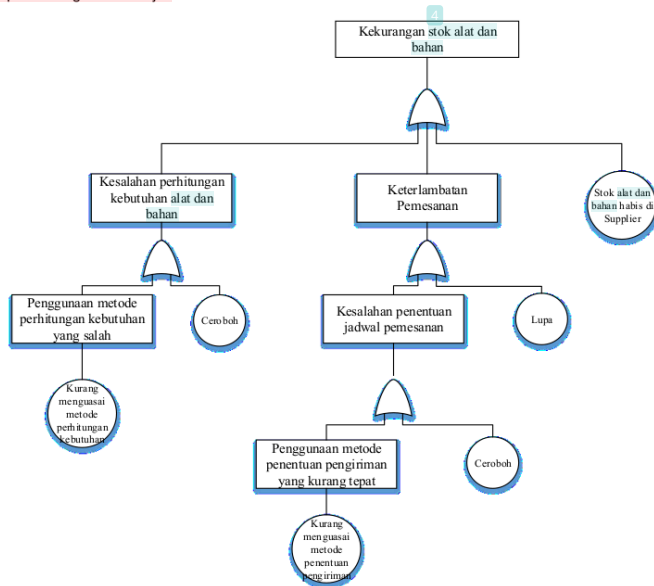 4
Kekurangan stok alat dan
bahan
Kesalahan perhitungan
kebutuhan alat dan
bahan
Keterlambatan
Pemesanan
Stok alat dan
bahan habis di
Supplier
Penggunaan metode
perhitungan kebutuhan
yang salah
Ceroboh
Kesalahan penentuan
jadwal pemesanan
Lupa
Kurang
menguasai
metode
perhitungan
kebutuhan
Penggunaan metode
penentuan pengiriman
yang kurang tepat
Ceroboh
Kurang
menguasai
metode
penentuan
pengiriman